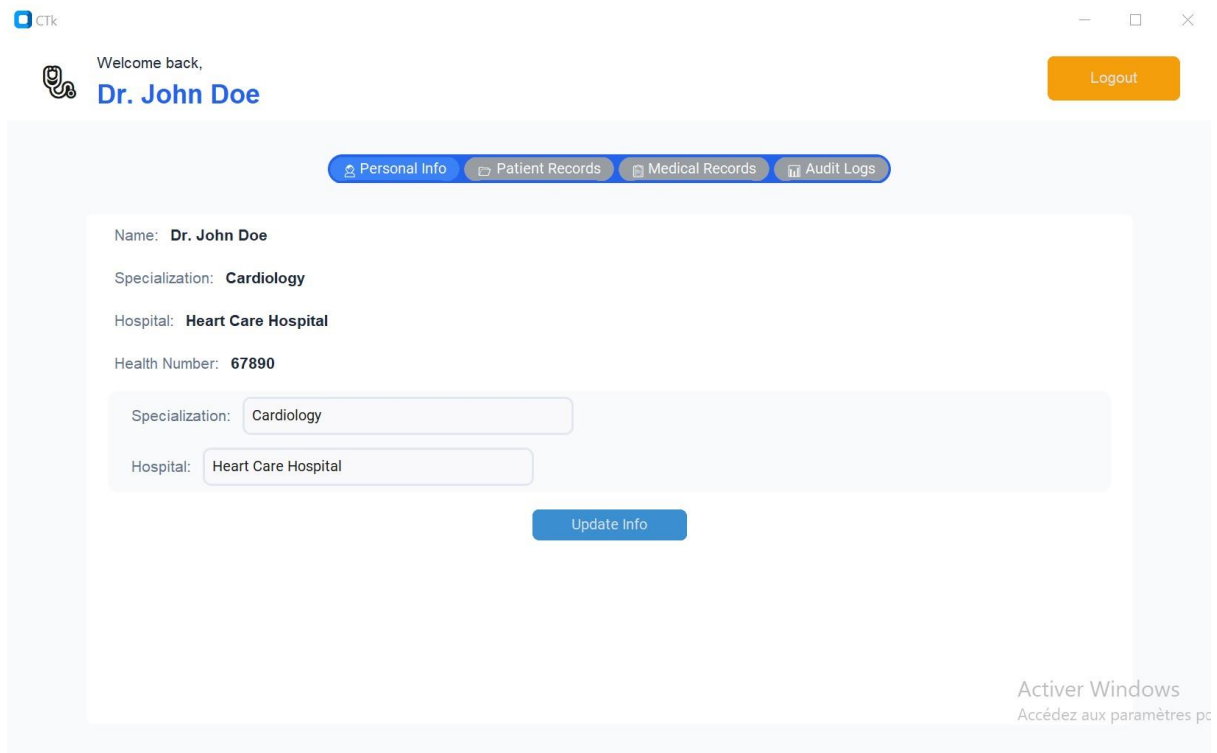 CTk
Welcome back,
Dr. John Doe
Logout
Personal Info Patient Records Medical Records Audit Logs
Name: Dr. John Doe
Specialization: Cardiology
Hospital: Heart Care Hospital
Health Number: 67890
Specialization: Cardiology
Hospital: Heart Care Hospital
Update Info
Activer Windows
Accédez aux paramètres